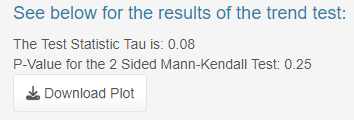 See below for the results of the trend test:
The Test Statistic Tau is: 0.08
P-Value for the 2 Sided Mann-Kendall Test: 0.25
Download Plot